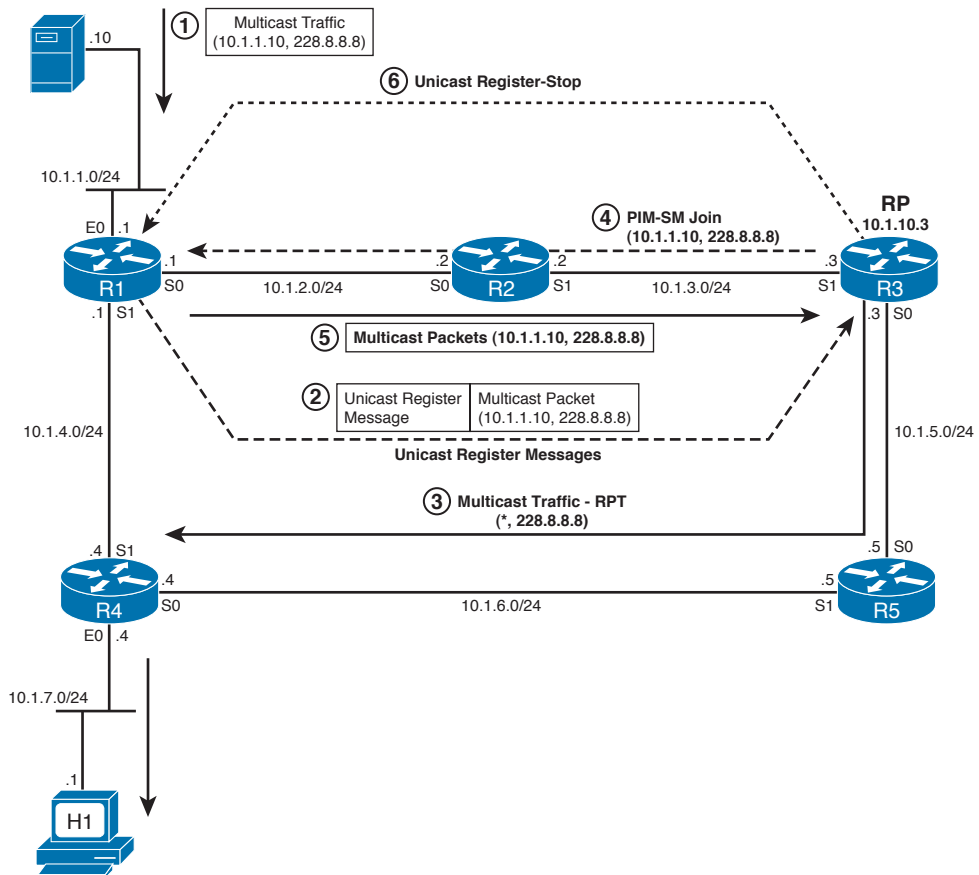 ① Multicast Traffic
(10.1.1.10, 228.8.8.8)
.10
⑥ Unicast Register-Stop
10.1.1.0/24
RP
10.1.10.3
④ PIM-SM Join
(10.1.1.10, 228.8.8.8)
E0 .1
R1
.1
S0
10.1.2.0/24
.2
S0
R2
.2
S1
10.1.3.0/24
.3
S1
R3
.1 S1
.3 S0
⑤ Multicast Packets (10.1.1.10, 228.8.8.8)
② Unicast Register
Message
Multicast Packet
(10.1.1.10, 228.8.8.8)
Unicast Register Messages
10.1.4.0/24
10.1.5.0/24
③ Multicast Traffic - RPT
(*, 228.8.8.8)
.4 S1
R4
.4
S0
10.1.6.0/24
.5 S0
.5
S1
R5
E0 .4
10.1.7.0/24
.1
H1